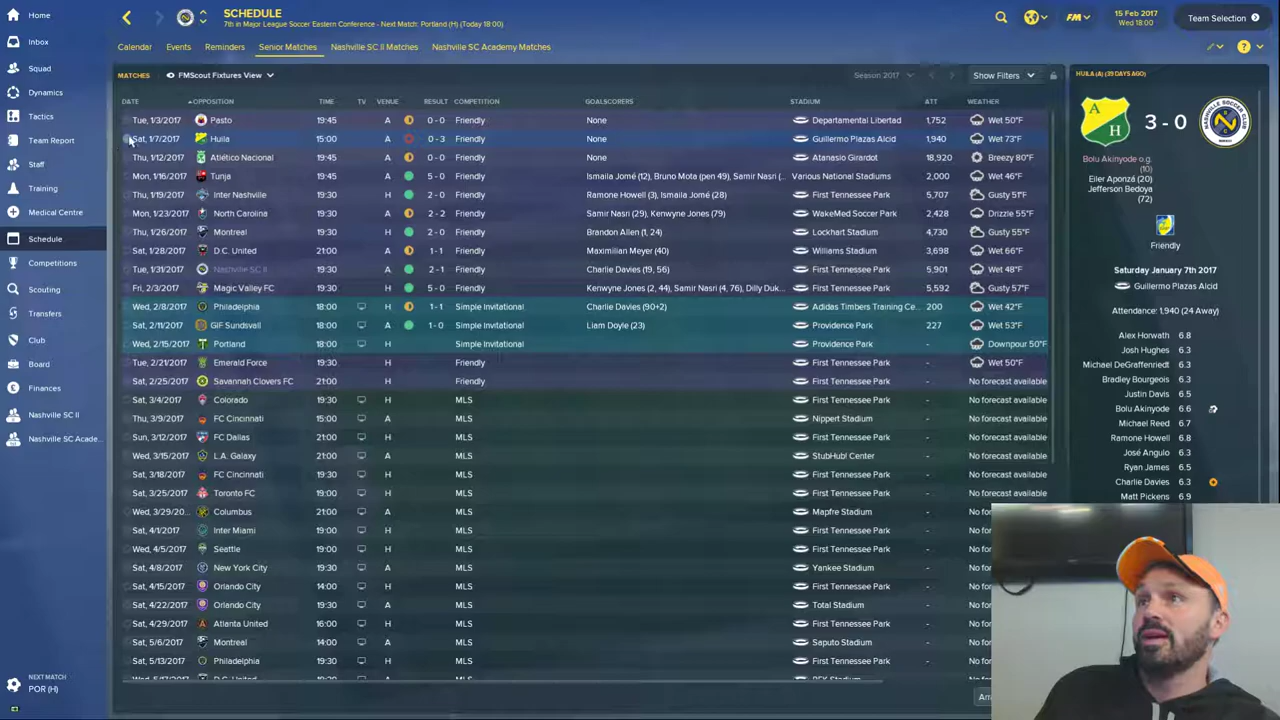 Home
Inbox
Squad
Dynamics
Tactics
Team Report
Staff
Training
Medical Centre
Schedule
Competitions
Scouting
Transfers
Club
Board
Finances
Nashville SC II
Nashville SC Acade...
NEXT MATCH
POR (H)
SCHEDULE
7th in Major League Soccer Eastern Conference - Next Match: Portland (H) (Today 18:00)
FM
15 Feb 2017
Wed 18:00
Team Selection
Calendar Events Reminders Senior Matches Nashville SC II Matches Nashville SC Academy Matches
MATCHES FMScout Fixtures View Season 2017 Show Filters
DATE OPPOSITION TIME TV VENUE RESULT COMPETITION GOALSCORERS STADIUM ATT WEATHER
Tue, 1/3/2017 Pasto 19:45 A 0 - 0 Friendly None Departamental Libertad 1,752 Wet 50°F
Sat, 1/7/2017 Huila 15:00 A 0 - 3 Friendly None Guillermo Plazas Alcid 1,940 Wet 73°F
Thu, 1/12/2017 Atlético Nacional 19:45 A 0 - 0 Friendly None Atanasio Girardot 18,920 Breezy 80°F
Mon, 1/16/2017 Tunja 19:45 A 5 - 0 Friendly Ismaila Jomé (12), Bruno Mota (pen 49), Samir Nasri (... Various National Stadiums 2,000 Wet 46°F
Thu, 1/19/2017 Inter Nashville 19:30 H 2 - 0 Friendly Ramone Howell (3), Ismaila Jomé (28) First Tennessee Park 5,707 Gusty 51°F
Mon, 1/23/2017 North Carolina 19:30 A 2 - 2 Friendly Samir Nasri (29), Kenwyne Jones (79) WakeMed Soccer Park 2,428 Drizzle 55°F
Thu, 1/26/2017 Montreal 19:30 H 2 - 0 Friendly Brandon Allen (1, 24) Lockhart Stadium 4,730 Gusty 55°F
Sat, 1/28/2017 D.C. United 21:00 A 1 - 1 Friendly Maximilian Meyer (40) Williams Stadium 3,698 Wet 66°F
Tue, 1/31/2017 Nashville SC II 19:30 A 2 - 1 Friendly Charlie Davies (19, 56) First Tennessee Park 5,901 Wet 48°F
Fri, 2/3/2017 Magic Valley FC 19:30 H Friendly Kenwyne Jones (2, 44), Samir Nasri (4, 76), Dilly Duk... First Tennessee Park 5,592 Gusty 57°F
Wed, 2/8/2017 Philadelphia 18:00 H 1 - 1 Simple Invitational Charlie Davies (90+2) Adidas Timbers Training Ce... 200 Wet 42°F
Sat, 2/11/2017 GIF Sundsvall 18:00 A 1 - 0 Simple Invitational Liam Doyle (23) Providence Park 227 Wet 53°F
Wed, 2/15/2017 Portland 18:00 H Simple Invitational Providence Park - Downpour 50°F
Tue, 2/21/2017 Emerald Force 19:30 H Friendly First Tennessee Park - Wet 50°F
Sat, 2/25/2017 Savannah Clovers FC 21:00 H Friendly First Tennessee Park - No forecast available
Sat, 3/4/2017 Colorado 19:30 H MLS First Tennessee Park - No forecast available
Thu, 3/9/2017 FC Cincinnati 15:00 A MLS Nippert Stadium - No forecast available
Sun, 3/12/2017 FC Dallas 21:00 H MLS First Tennessee Park - No forecast available
Wed, 3/15/2017 L.A. Galaxy 21:00 A MLS StubHub! Center - No forecast available
Sat, 3/18/2017 FC Cincinnati 19:30 H MLS First Tennessee Park - No forecast available
Sat, 3/25/2017 Toronto FC 19:00 H MLS First Tennessee Park - No forecast available
Wed, 3/29/20... Columbus 21:00 A MLS Mapfre Stadium - No fo
Sat, 4/1/2017 Inter Miami 19:00 H MLS First Tennessee Park - No fo
Wed, 4/5/2017 Seattle 19:00 H MLS First Tennessee Park - No fo
Sat, 4/8/2017 New York City 19:30 A MLS Yankee Stadium - No fo
Sat, 4/15/2017 Orlando City 14:00 H MLS First Tennessee Park - No fo
Sat, 4/22/2017 Orlando City 19:30 A MLS Total Stadium - No fo
Sat, 4/29/2017 Atlanta United 16:00 H MLS First Tennessee Park - No fo
Sat, 5/6/2017 Montreal 14:00 A MLS Saputo Stadium - No fo
Sat, 5/13/2017 Philadelphia 19:30 H MLS First Tennessee Park - No fo
HUILA (A) (39 DAYS AGO)
3 - 0
Bolu Akinyode o.g.
(10)
Eiler Aponzá (20)
Jefferson Bedoya
(72)
Friendly
Saturday January 7th 2017
Guillermo Plazas Alcid
Attendance: 1,940 (24 Away)
Alex Horwath 6.8
Josh Hughes 6.3
Michael DeGraffenriedt 6.3
Bradley Bourgeois 6.3
Justin Davis 6.5
Bolu Akinyode 6.6
Michael Reed 6.7
Ramone Howell 6.8
José Angulo 6.3
Ryan James 6.5
Charlie Davies 6.3
Matt Pickens 6.9